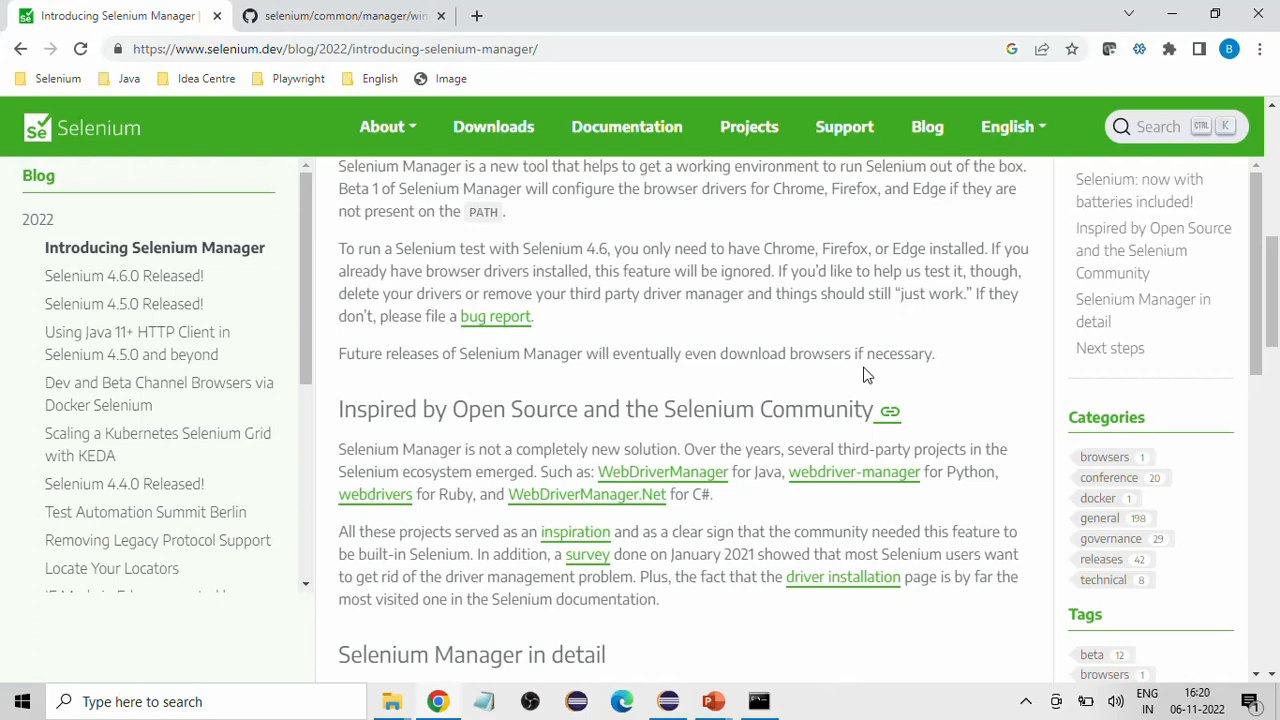 Introducing Selenium Manager |
selenium/common/manager/win
https://www.selenium.dev/blog/2022/introducing-selenium-manager/
B
Selenium
Java
Idea Centre
Playwright
English
Image
Se
Selenium
About
Downloads
Documentation
Projects
Support
Blog
English
Search
CTRL
K
Blog
2022
Introducing Selenium Manager
Selenium 4.6.0 Released!
Selenium 4.5.0 Released!
Using Java 11+ HTTP Client in
Selenium 4.5.0 and beyond
Dev and Beta Channel Browsers via
Docker Selenium
Scaling a Kubernetes Selenium Grid
with KEDA
Selenium 4.4.0 Released!
Test Automation Summit Berlin
Removing Legacy Protocol Support
Locate Your Locators
Selenium Manager is a new tool that helps to get a working environment to run Selenium out of the box.
Beta 1 of Selenium Manager will configure the browser drivers for Chrome, Firefox, and Edge if they are
not present on the PATH.
To run a Selenium test with Selenium 4.6, you only need to have Chrome, Firefox, or Edge installed. If you
already have browser drivers installed, this feature will be ignored. If you’d like to help us test it, though,
delete your drivers or remove your third party driver manager and things should still “just work.” If they
don’t, please file a bug report.
Future releases of Selenium Manager will eventually even download browsers if necessary.
Inspired by Open Source and the Selenium Community
Selenium Manager is not a completely new solution. Over the years, several third-party projects in the
Selenium ecosystem emerged. Such as: WebDriverManager for Java, webdriver-manager for Python,
webdrivers for Ruby, and WebDriverManager.Net for C#.
All these projects served as an inspiration and as a clear sign that the community needed this feature to
be built-in Selenium. In addition, a survey done on January 2021 showed that most Selenium users want
to get rid of the driver management problem. Plus, the fact that the driver installation page is by far the
most visited one in the Selenium documentation.
Selenium Manager in detail
Selenium: now with
batteries included!
Inspired by Open Source
and the Selenium
Community
Selenium Manager in
detail
Next steps
Categories
browsers 1
conference 20
docker 1
general 198
governance 29
releases 42
technical 8
Tags
beta 12
browsers 1
Type here to search
ENG
IN
16:20
06-11-2022
1